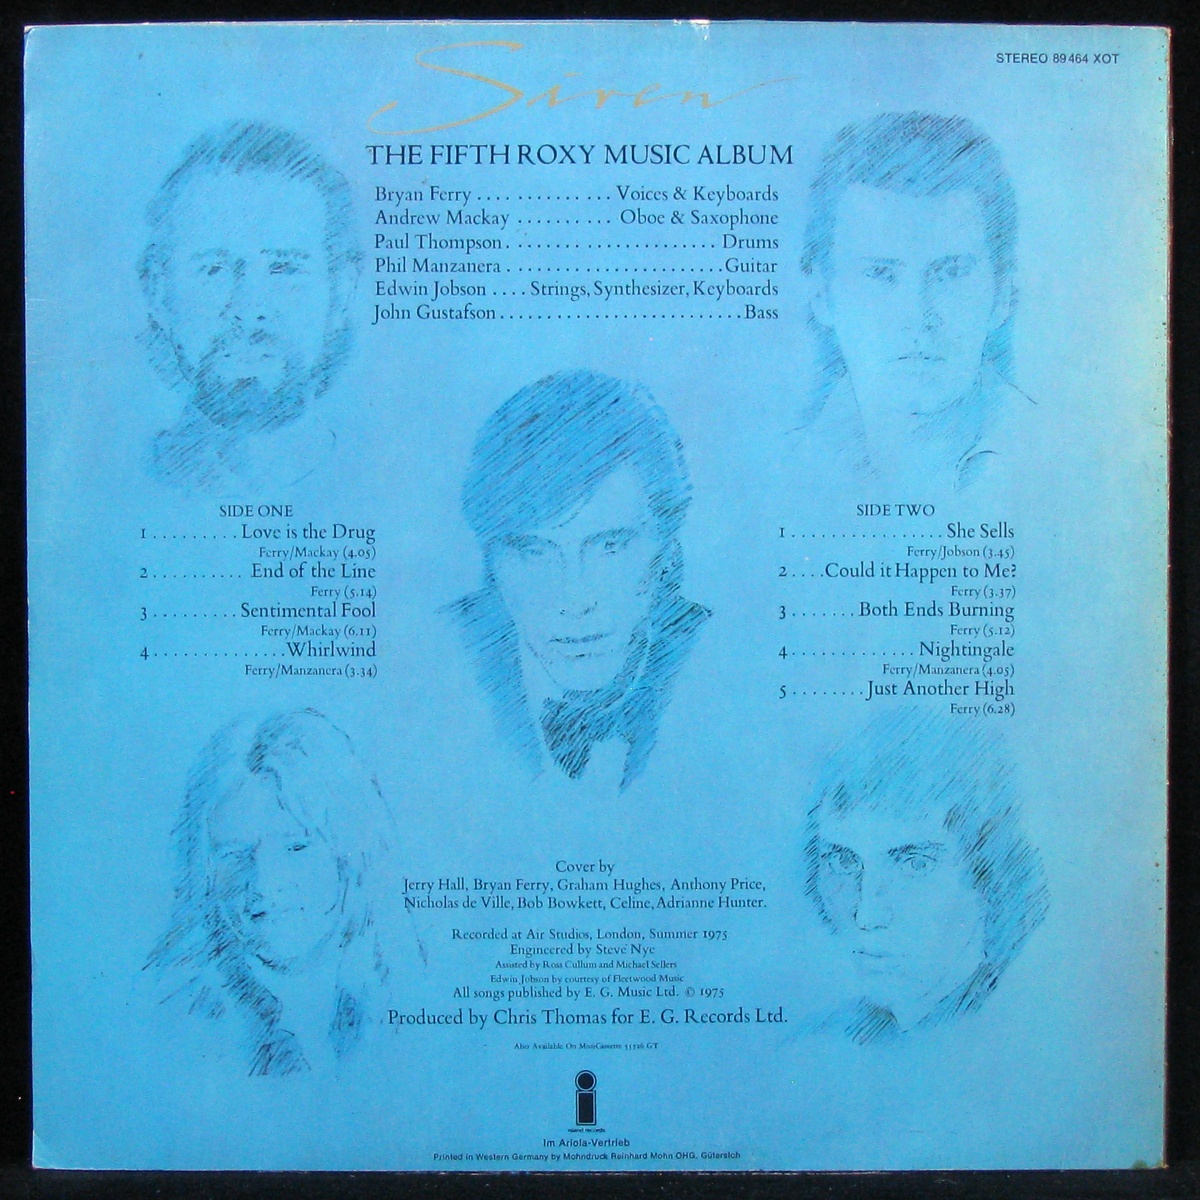 Siren
STEREO 89464 XOT
THE FIFTH ROXY MUSIC ALBUM
Bryan Ferry . . . . . . . . . . . . . . Voices & Keyboards
Andrew Mackay . . . . . . . . . . Oboe & Saxophone
Paul Thompson . . . . . . . . . . . . . . . . . . . . . . . Drums
Phil Manzanera . . . . . . . . . . . . . . . . . . . . . . . Guitar
Edwin Jobson . . . . Strings, Synthesizer, Keyboards
John Gustafson . . . . . . . . . . . . . . . . . . . . . . . . . . Bass
SIDE ONE
1 . . . . . . . . . Love is the Drug
Ferry/Mackay (4.05)
2 . . . . . . . . . . End of the Line
Ferry (5.14)
3 . . . . . . . . . Sentimental Fool
Ferry/Mackay (6.11)
4 . . . . . . . . . . . . . . Whirlwind
Ferry/Manzanera (3.34)
SIDE TWO
1 . . . . . . . . . . . . . . . . She Sells
Ferry/Jobson (3.45)
2 . . . . Could it Happen to Me?
Ferry (3.37)
3 . . . . . . . Both Ends Burning
Ferry (5.12)
4 . . . . . . . . . . . . . Nightingale
Ferry/Manzanera (4.05)
5 . . . . . . . . Just Another High
Ferry (6.28)
Cover by
Jerry Hall, Bryan Ferry, Graham Hughes, Anthony Price,
Nicholas de Ville, Bob Bowkett, Celine, Adrianne Hunter.
Recorded at Air Studios, London, Summer 1975
Engineered by Steve Nye
Assisted by Ross Cullum and Michael Sellers
Edwin Jobson by courtesy of Fleetwood Music
All songs published by E. G. Music Ltd. © 1975
Produced by Chris Thomas for E. G. Records Ltd.
Also Available On MusiCassette GT
island records
Im Ariola-Vertrieb
Printed in Western Germany by Mohndruck Reinhard Mohn OHG, Gütersloh